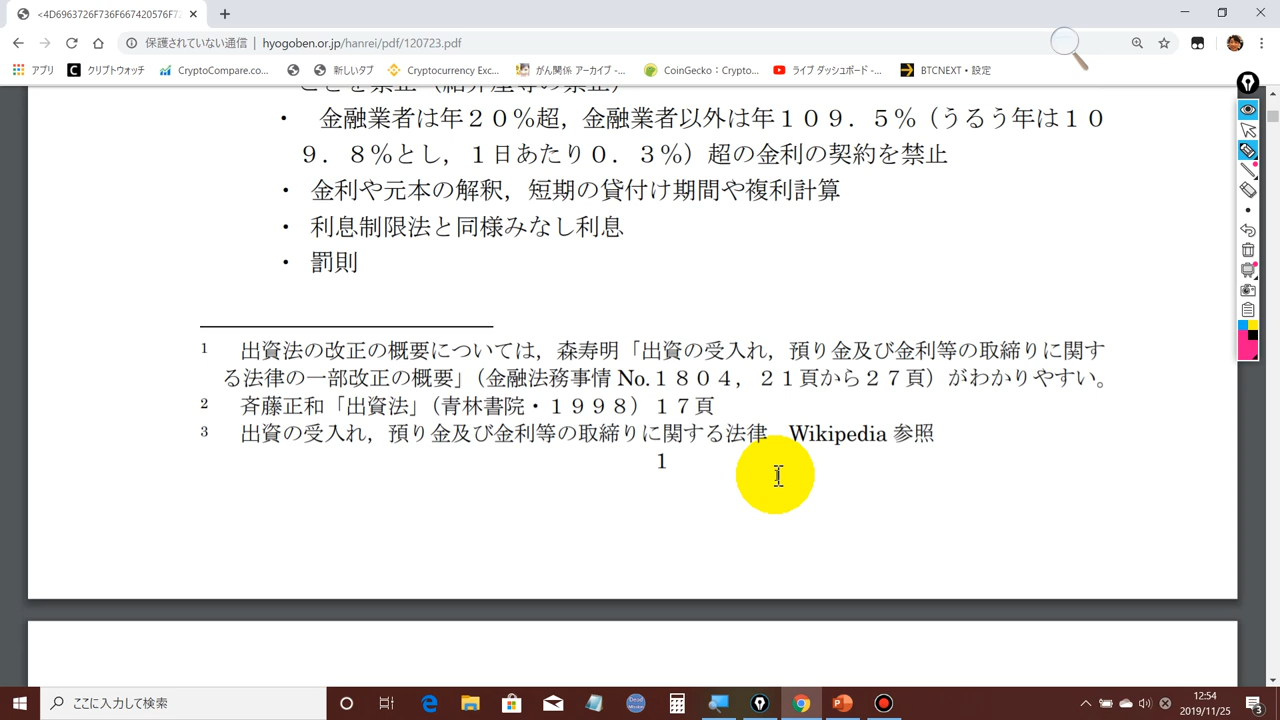 <4D6963726F736F667420576F72
保護されていない通信 | hyogoben.or.jp/hanrei/pdf/120723.pdf
アプリ クリプトウォッチ CryptoCompare.co... 新しいタブ Cryptocurrency Exc... がん関係 アーカイブ -... CoinGecko：Crypto... ライブ ダッシュボード -... BTCNEXT・設定
・ 金融業者は年２０％超，金融業者以外は年１０９．５％（うるう年は１０
９．８％とし，１日あたり０．３％）超の金利の契約を禁止
・ 金利や元本の解釈，短期の貸付け期間や複利計算
・ 利息制限法と同様みなし利息
・ 罰則
1 出資法の改正の概要については，森寿明「出資の受入れ，預り金及び金利等の取締りに関す
る法律の一部改正の概要」（金融法務事情 No.１８０４，２１頁から２７頁）がわかりやすい。
2 斉藤正和「出資法」（青林書院・１９９８）１７頁
3 出資の受入れ，預り金及び金利等の取締りに関する法律 Wikipedia 参照
1
ここに入力して検索
12:54
2019/11/25
3